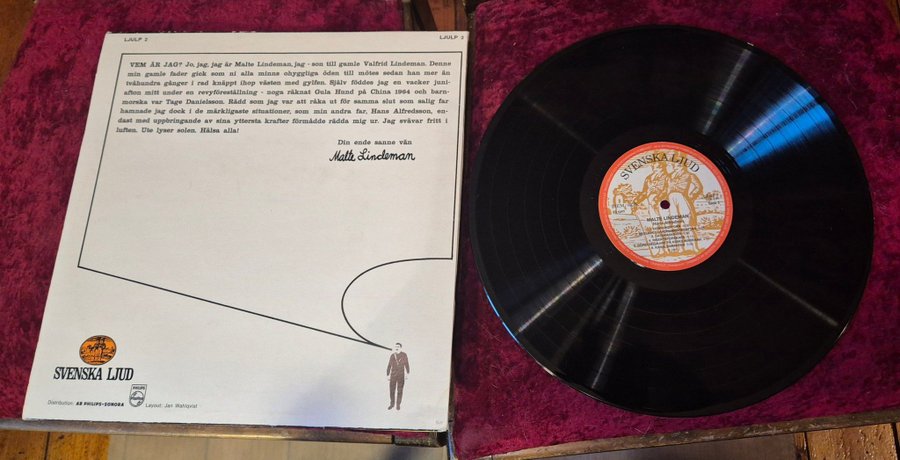 LJULP 2
LJULP 2
VEM ÄR JAG? Jo, jag, jag är Malte Lindeman, jag - son till gamle Valfrid Lindeman. Denne
min gamle fader gick som ni alla minns ohyggliga öden till mötes sedan han mer än
tvåhundra gånger i rad knäppt ihop västen med gylfen. Själv föddes jag en vacker juni-
afton mitt under en revyföreställning - noga räknat Gula Hund på China 1964 och barn-
morska var Tage Danielsson. Rädd som jag var att råka ut för samma slut som salig far
hamnade jag dock i de märkligaste situationer, som min andra far, Hans Alfredsson, en-
dast med uppbringande av sina yttersta krafter förmådde rädda mig ur. Jag svävar fritt i
luften. Ute lyser solen. Hälsa alla!
Din ende sanne vän
Malte Lindeman
SVENSKA LJUD
Distribution: AB PHILIPS-SONORA
PHILIPS
Layout: Jan Wahlqvist
SVENSKA LJUD
MALTE LINDEMAN